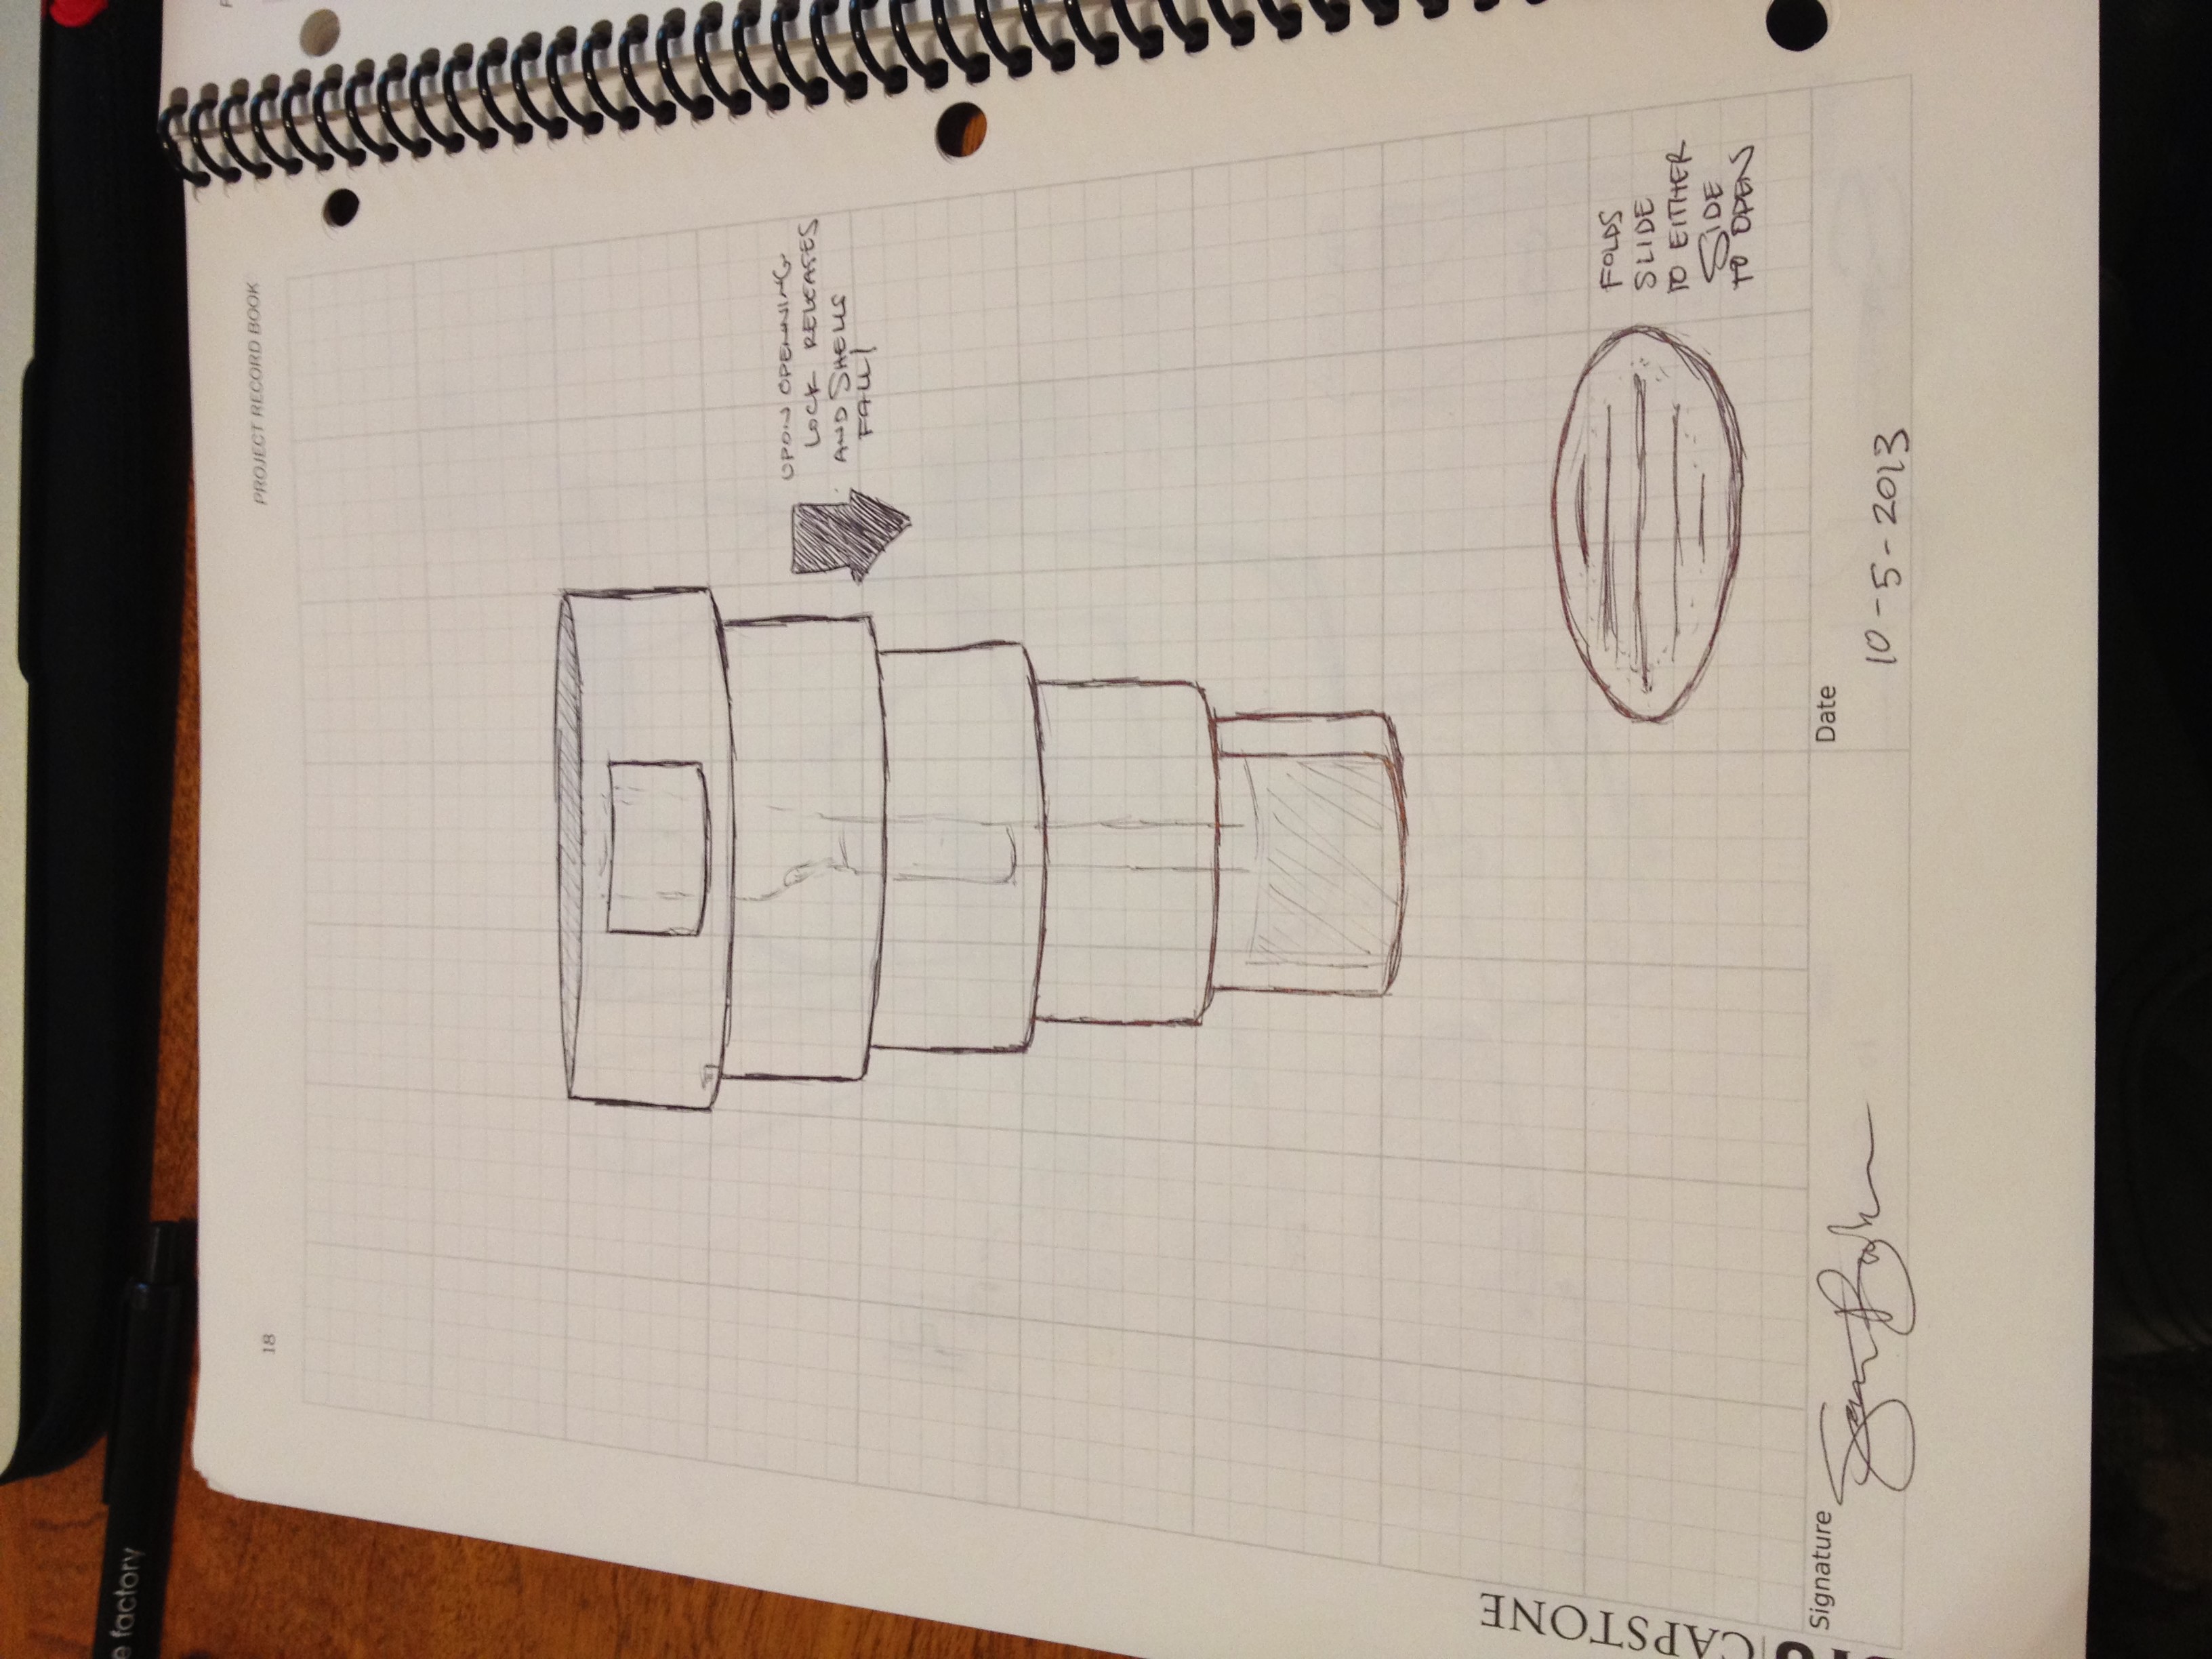 PROJECT RECORD BOOK
18
UPON OPENNING
LOCK RELEASES
AND SHELLS
FALL!
FOLDS
SLIDE
TO EITHER
SIDE
TO OPEN
Signature
Date
10-5-2013
CAPSTONE
e factory